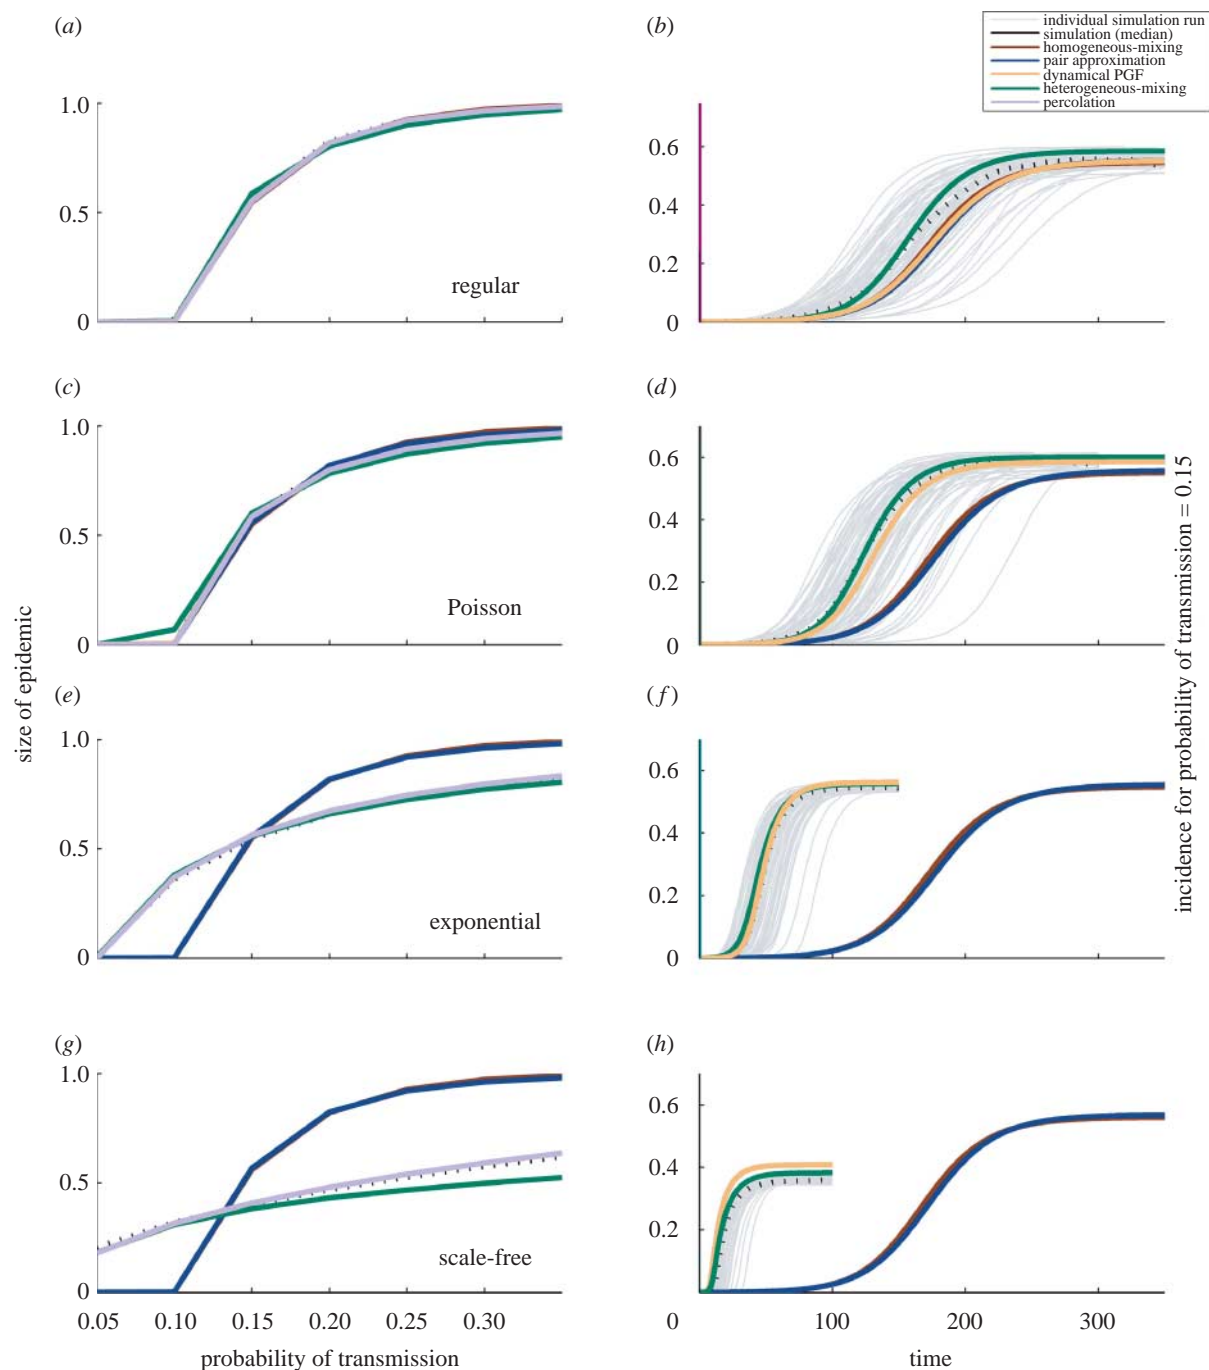 (a)
(b)
individual simulation run
simulation (median)
homogeneous-mixing
pair approximation
dynamical PGF
heterogeneous-mixing
percolation
1.0
0.5
0
regular
0.6
0.4
0.2
0
(c)
(d)
1.0
0.5
0
Poisson
0.6
0.4
0.2
0
size of epidemic
incidence for probability of transmission = 0.15
(e)
(f)
1.0
0.5
0
exponential
0.6
0.4
0.2
0
(g)
(h)
1.0
0.5
0
scale-free
0.6
0.4
0.2
0.05 0.10 0.15 0.20 0.25 0.30
probability of transmission
0 100 200 300
time